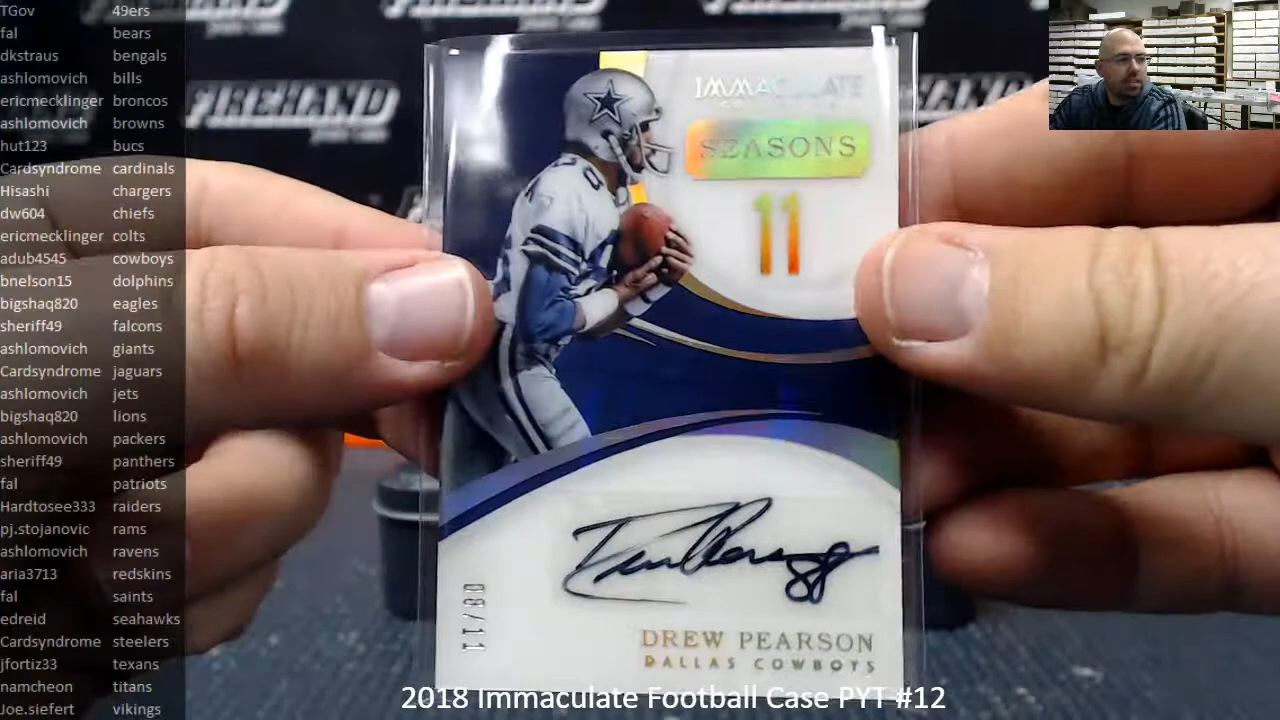 TGov 49ers
fal bears
dkstraus bengals
ashlomovich bills
ericmecklinger broncos
ashlomovich browns
hut123 bucs
Cardsyndrome cardinals
Hisashi chargers
dw604 chiefs
ericmecklinger colts
adub4545 cowboys
bnelson15 dolphins
bigshaq820 eagles
sheriff49 falcons
ashlomovich giants
Cardsyndrome jaguars
ashlomovich jets
bigshaq820 lions
ashlomovich packers
sheriff49 panthers
fal patriots
Hardtosee333 raiders
pj.stojanovic rams
ashlomovich ravens
aria3713 redskins
fal saints
edreid seahawks
Cardsyndrome steelers
jfortiz33 texans
namcheon titans
Joe.siefert vikings
FIREHAND
IMMACULATE
SEASONS
11
08/11
DREW PEARSON
DALLAS COWBOYS
2018 Immaculate Football Case PYT #12